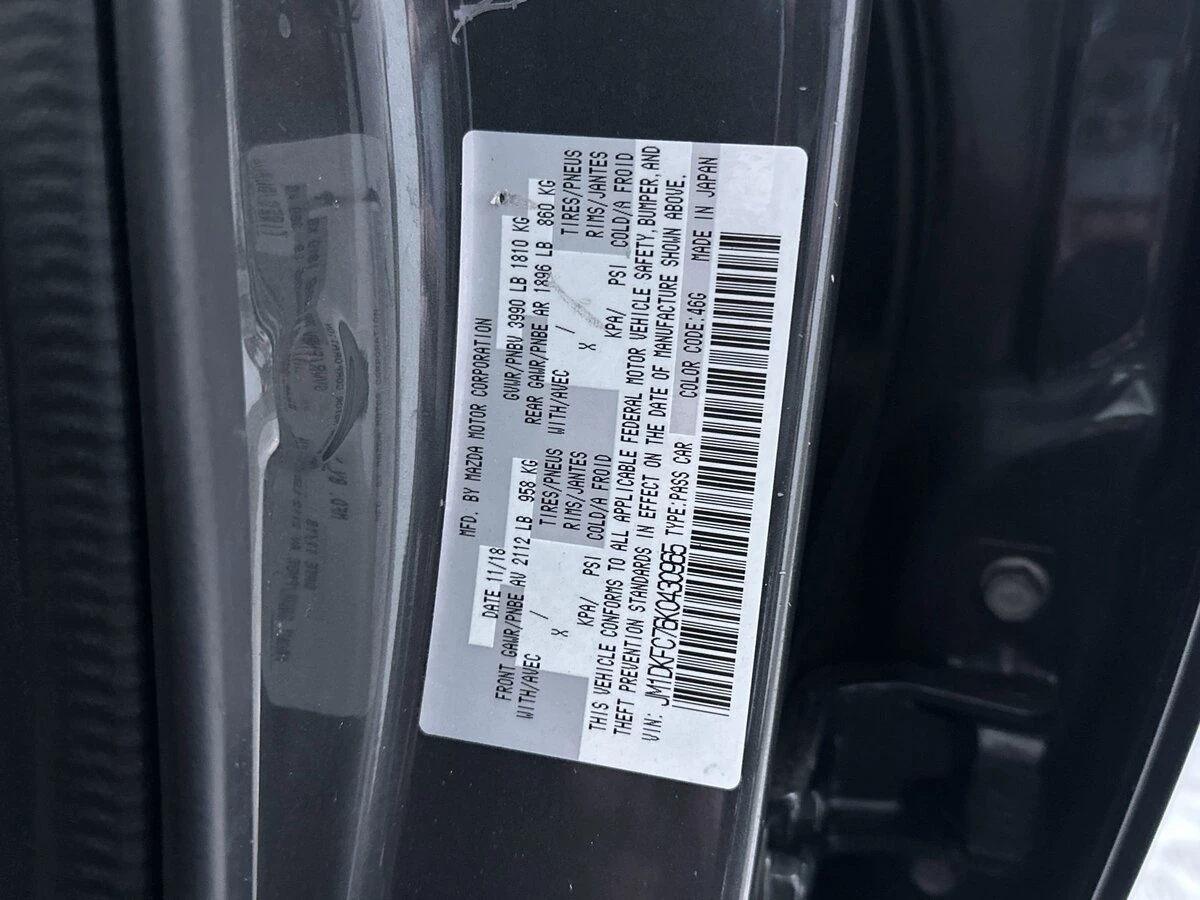 MFD. BY MAZDA MOTOR CORPORATION
DATE 11/18
GVWR/PNBV 3990 LB 1810 KG
FRONT GAWR/PNBE AV 2112 LB 958 KG
REAR GAWR/PNBE AR 1896 LB 860 KG
WITH/AVEC TIRES/PNEUS
WITH/AVEC / TIRES/PNEUS
X / RIMS/JANTES
X RIMS/JANTES
KPA/ PSI COLD/A FROID
KPA/ PSI COLD/A FROID
THIS VEHICLE CONFORMS TO ALL APPLICABLE FEDERAL MOTOR VEHICLE SAFETY, BUMPER, AND
THEFT PREVENTION STANDARDS IN EFFECT ON THE DATE OF MANUFACTURE SHOWN ABOVE.
VIN: JM1DKFC76K0430965 TYPE:PASS CAR COLOR CODE:46G MADE IN JAPAN